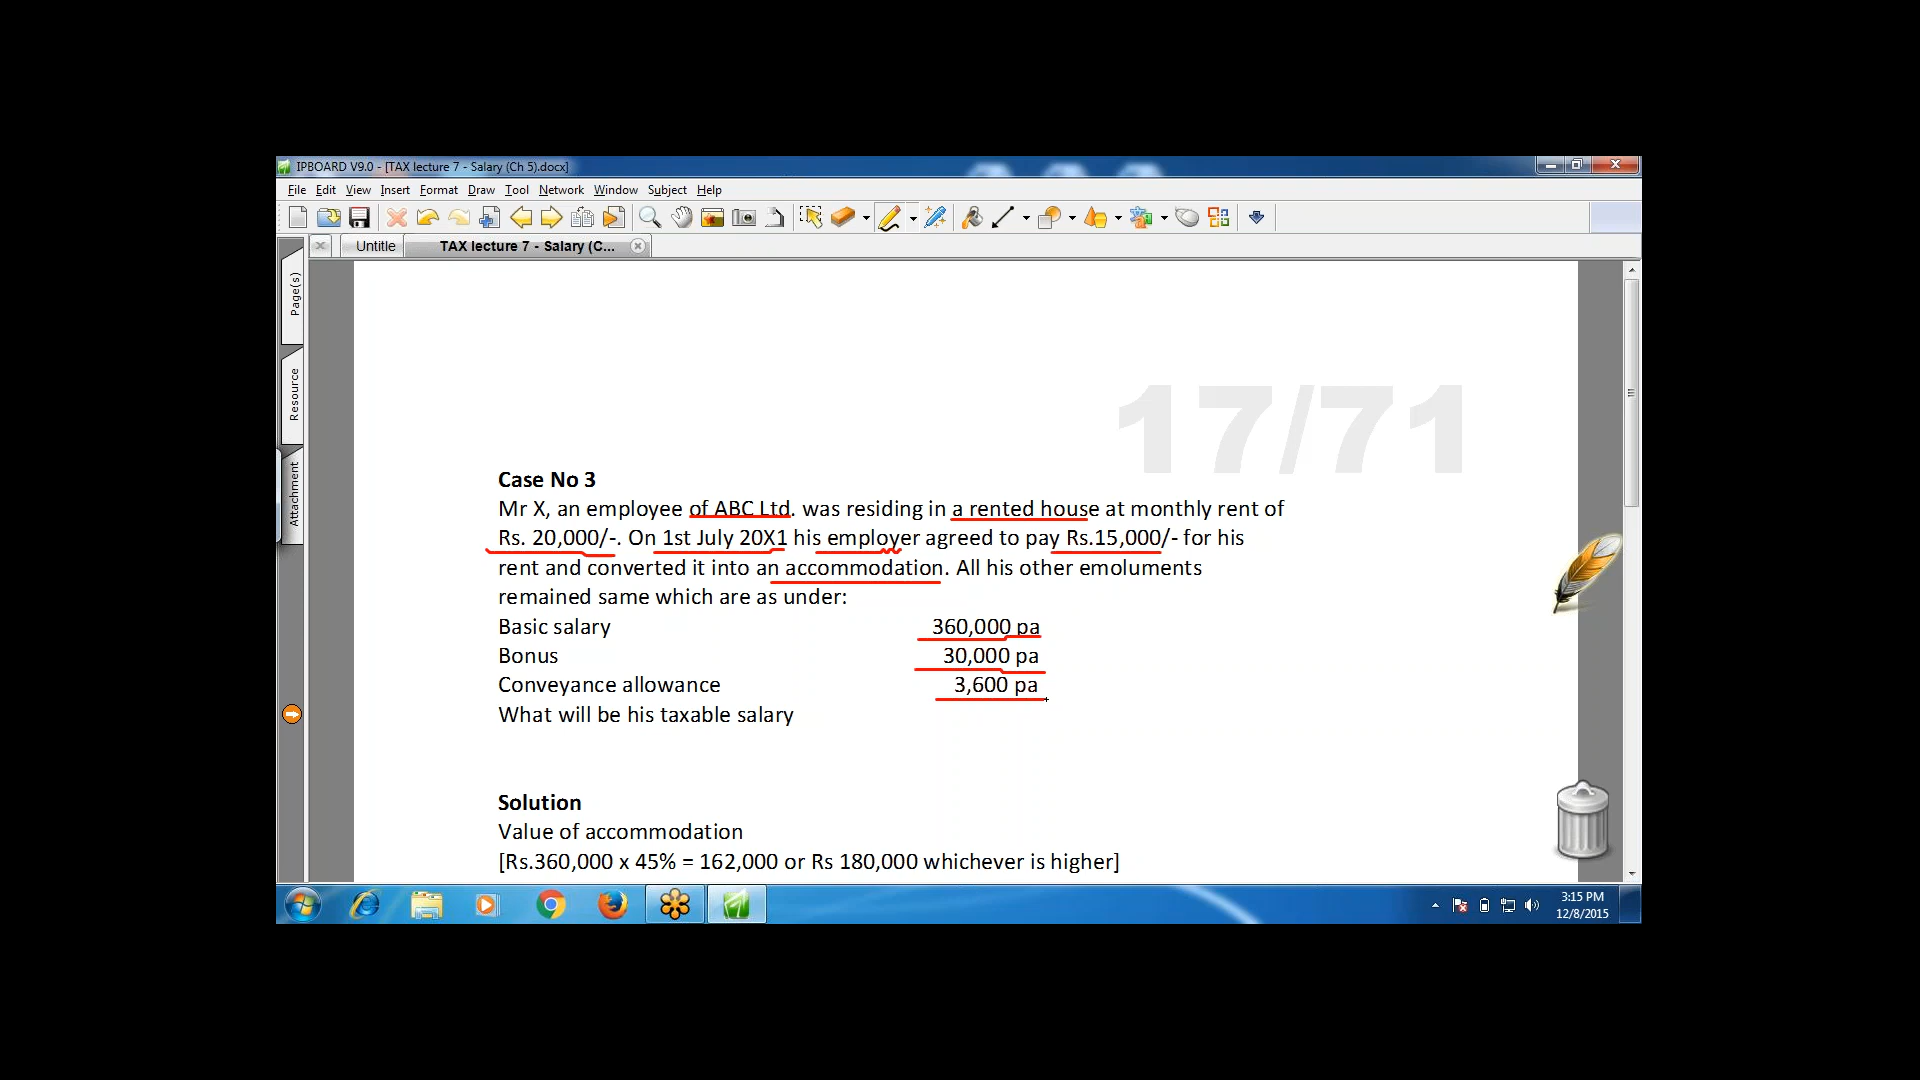 IPBOARD V9.0 - [TAX lecture 7 - Salary (Ch 5).docx]
File Edit View Insert Format Draw Tool Network Window Subject Help
Untitle TAX lecture 7 - Salary (C...
Page(s)
Resource
Attachment
17/71
Case No 3
Mr X, an employee of ABC Ltd. was residing in a rented house at monthly rent of
Rs. 20,000/-. On 1st July 20X1 his employer agreed to pay Rs.15,000/- for his
rent and converted it into an accommodation. All his other emoluments
remained same which are as under:
Basic salary 360,000 pa
Bonus 30,000 pa
Conveyance allowance 3,600 pa
What will be his taxable salary
Solution
Value of accommodation
[Rs.360,000 x 45% = 162,000 or Rs 180,000 whichever is higher]
3:15 PM
12/8/2015